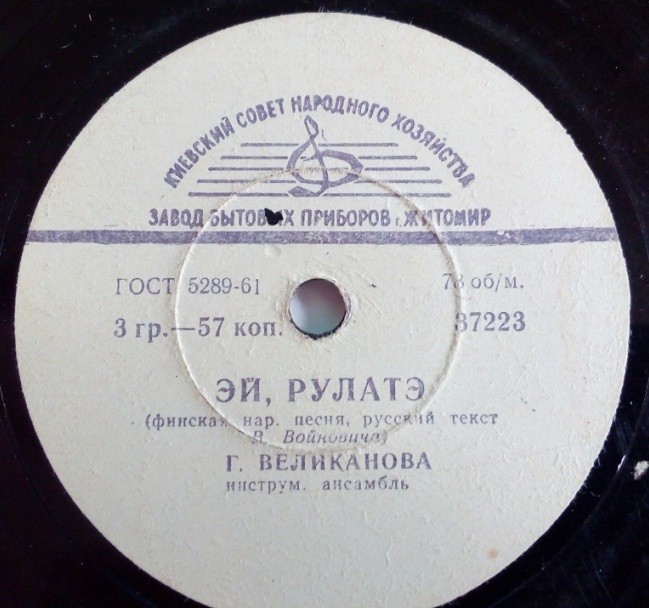 КИЕВСКИЙ СОВЕТ НАРОДНОГО ХОЗЯЙСТВА
ЗАВОД БЫТОВЫХ ПРИБОРОВ г. ЖИТОМИР
ГОСТ 5289-61
78 об/м.
3 гр.—57 коп.
37223
ЭЙ, РУЛАТЭ
(финская нар. песня, русский текст
В. Войновича)
Г. ВЕЛИКАНОВА
инструм. ансамбль